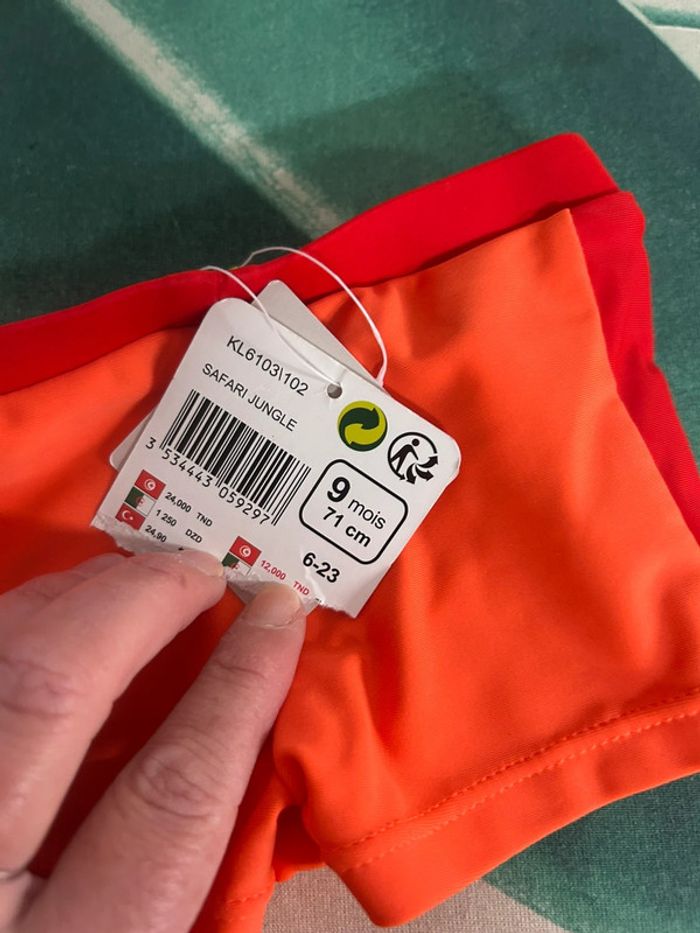 KL6103\102
SAFARI JUNGLE
3 534443 059297
9 mois
71 cm
24,000 TND
1 250 DZD
24,90
12,000 TND
6-23